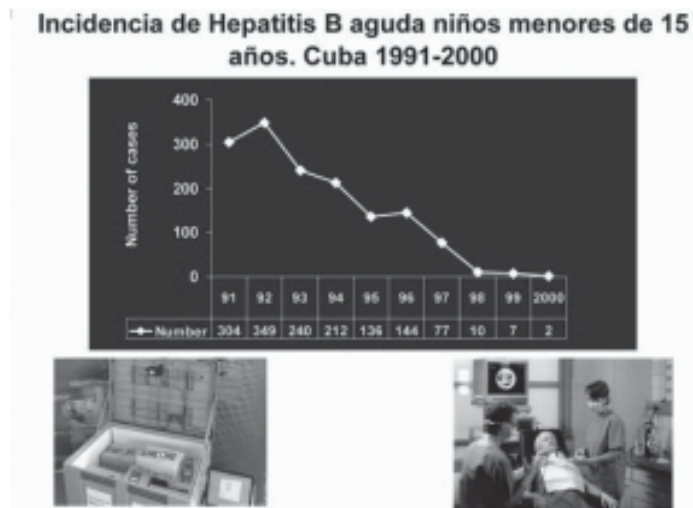 Incidencia de Hepatitis B aguda niños menores de 15
años. Cuba 1991-2000
Number of cases
400
300
200
100
0
91 92 93 94 95 96 97 98 99 2000
Number 304 349 240 212 136 144 77 10 7 2